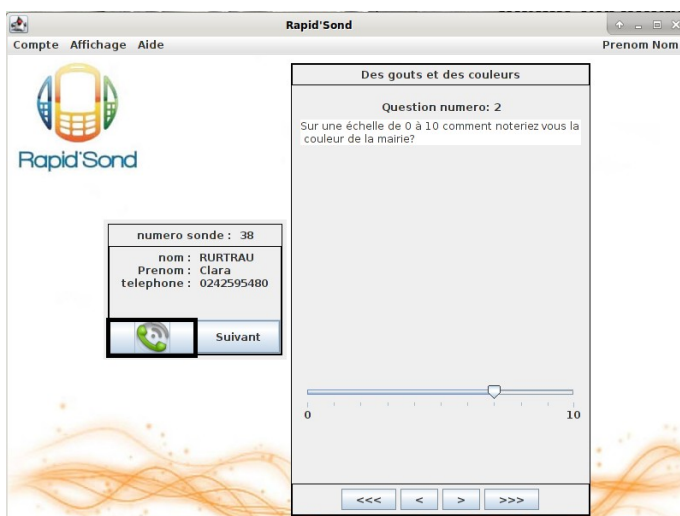 Rapid'Sond
Compte Affichage Aide
Prenom Nom
Rapid'Sond
Des gouts et des couleurs
Question numero: 2
Sur une échelle de 0 à 10 comment noteriez vous la
couleur de la mairie?
numero sonde : 38
nom : RURTRAU
Prenom : Clara
telephone : 0242595480
Suivant
0 10
<<< < > >>>